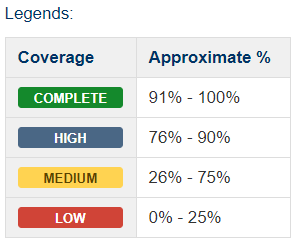 Legends:
Coverage Approximate %
COMPLETE 91% - 100%
HIGH 76% - 90%
MEDIUM 26% - 75%
LOW 0% - 25%